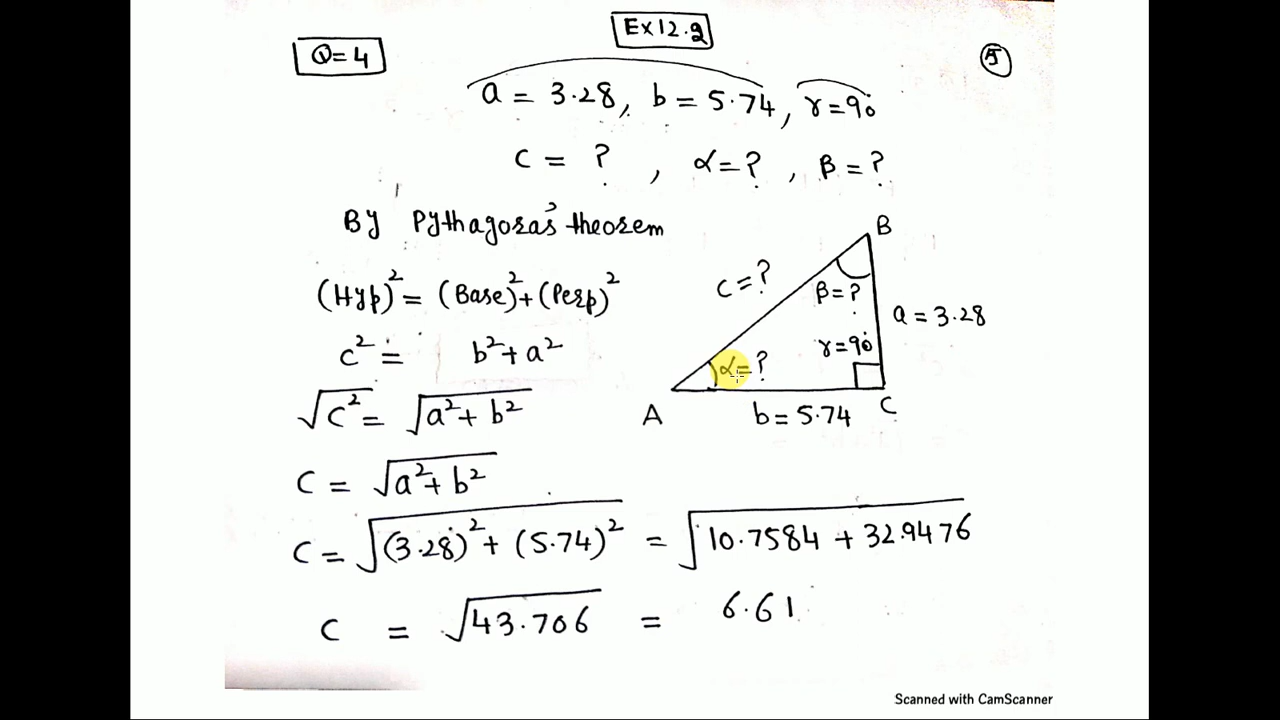 Ex12.2
Q=4
5
a = 3.28, b = 5.74, γ=90°
c = ? , α=? , β=?
By Pythagoras' theorem
(Hyp)² = (Base)²+(Perp)²
c² = b²+a²
√c² = √a²+b²
C = √a²+b²
C = √(3.28)²+(5.74)² = √10.7584 + 32.9476
C = √43.706 = 6.61
B
c=?
β=?
a = 3.28
γ=90°
α=?
A
b = 5.74
C
Scanned with CamScanner